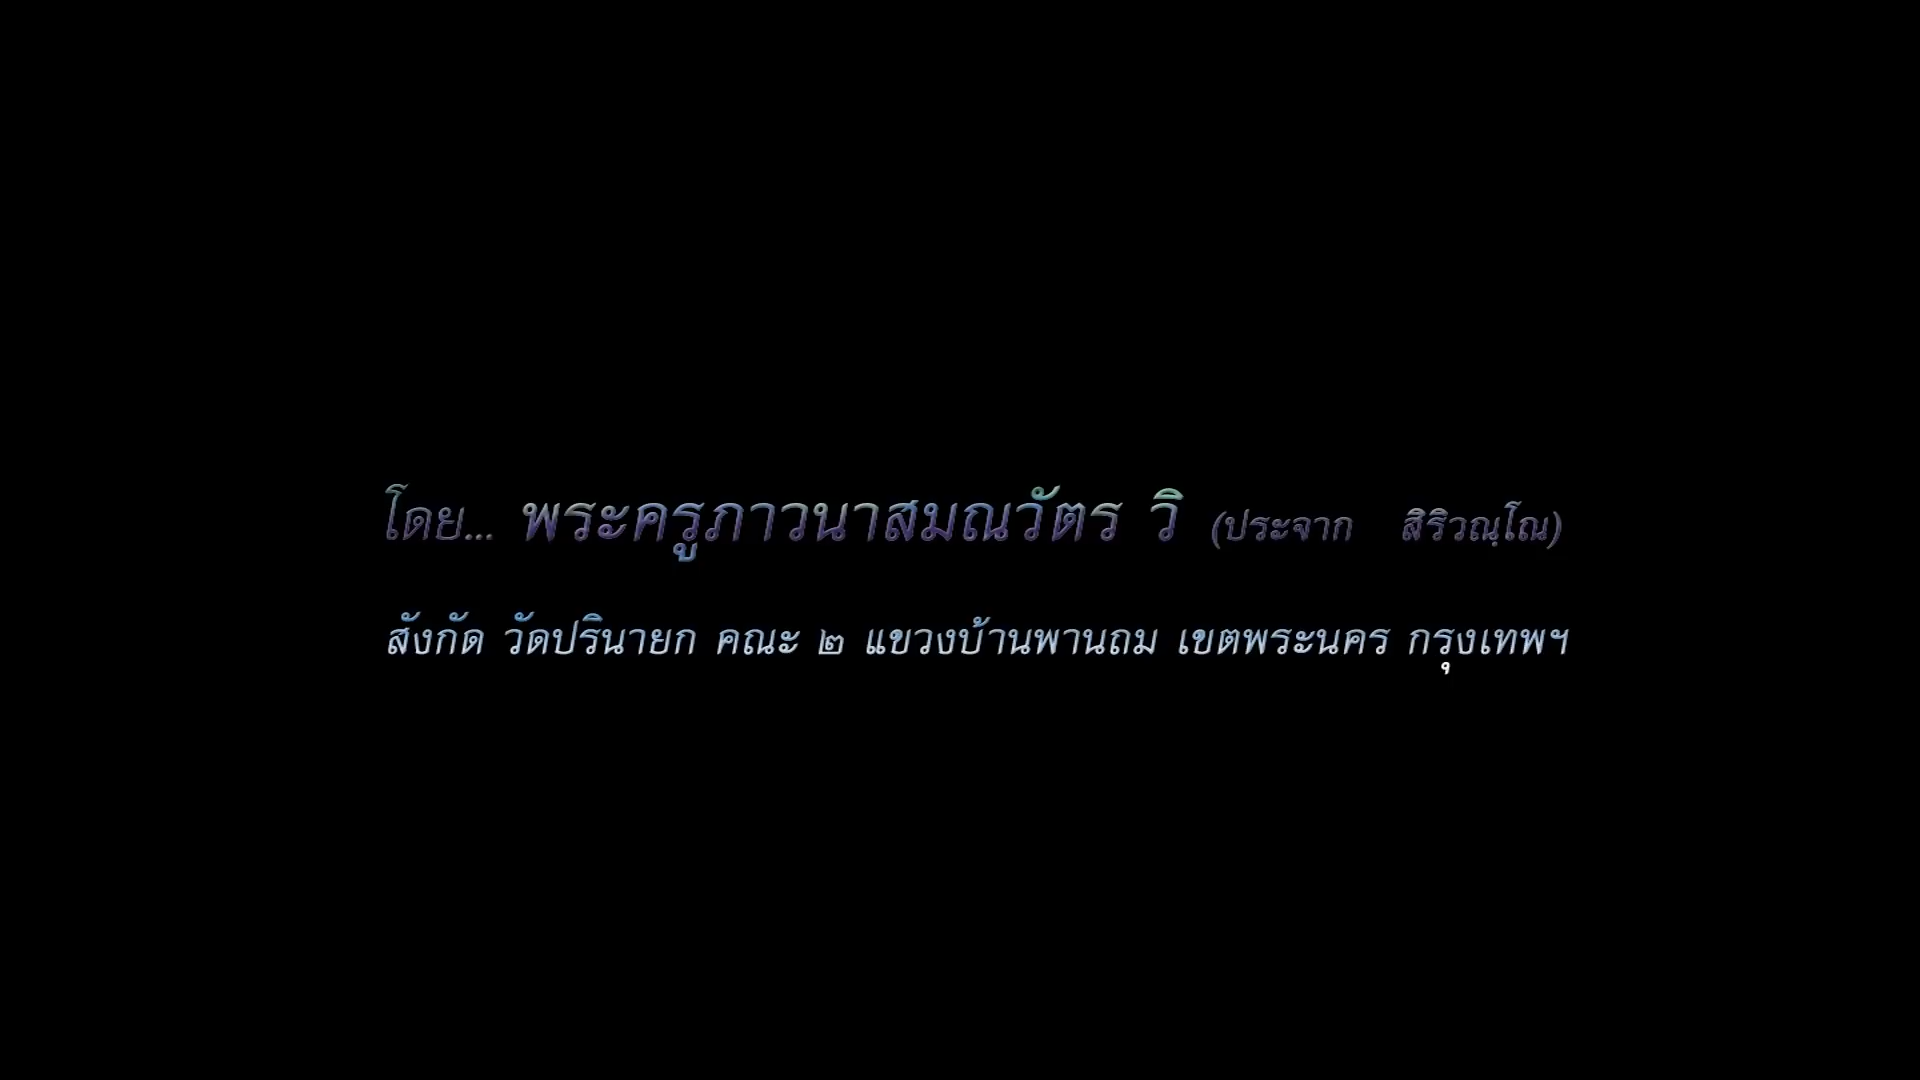 โดย... พระครูภาวนาสมณวัตร วิ (ประจาก สิริวณฺโณ)
สังกัด วัดปรินายก คณะ ๒ แขวงบ้านพานถม เขตพระนคร กรุงเทพฯ